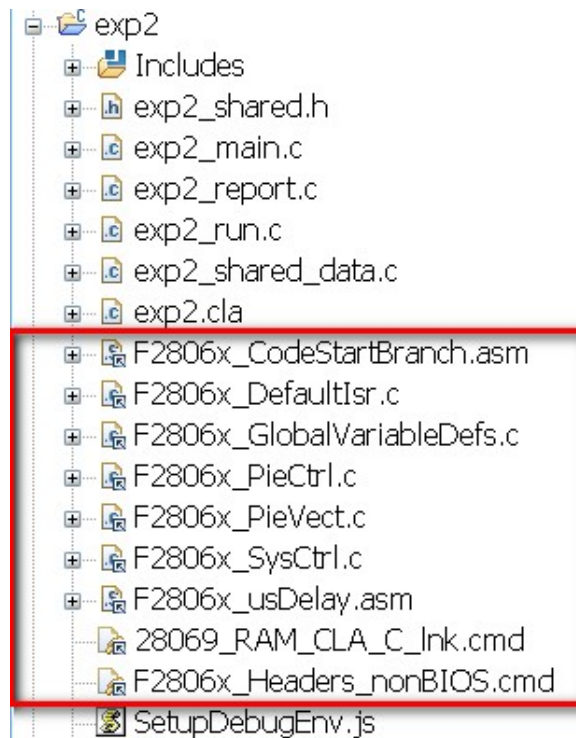 exp2
Includes
exp2_shared.h
exp2_main.c
exp2_report.c
exp2_run.c
exp2_shared_data.c
exp2.cla
F2806x_CodeStartBranch.asm
F2806x_DefaultIsr.c
F2806x_GlobalVariableDefs.c
F2806x_PieCtrl.c
F2806x_PieVect.c
F2806x_SysCtrl.c
F2806x_usDelay.asm
28069_RAM_CLA_C_lnk.cmd
F2806x_Headers_nonBIOS.cmd
SetupDebugEnv.js